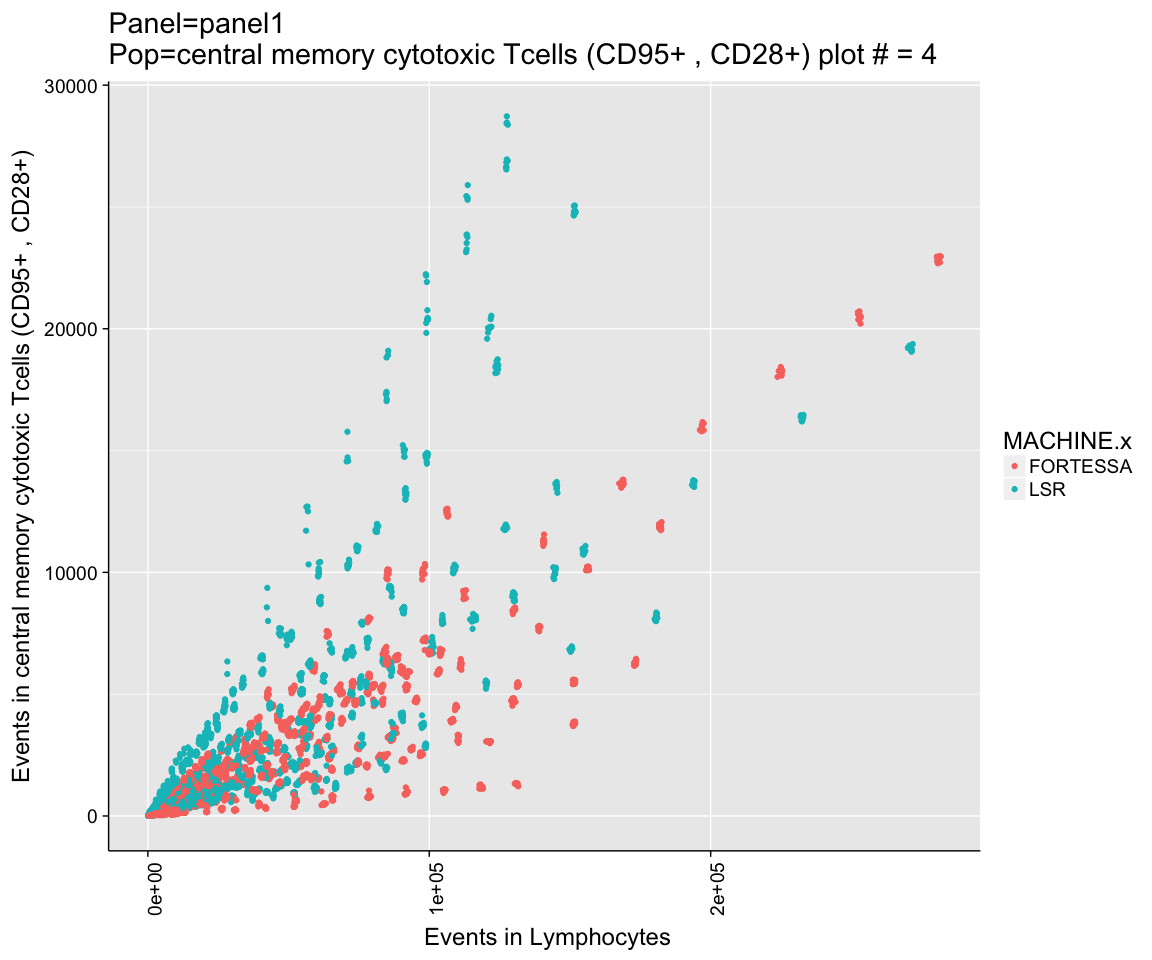 Panel=panel1
Pop=central memory cytotoxic Tcells (CD95+ , CD28+) plot # = 4
Events in central memory cytotoxic Tcells (CD95+ , CD28+)
30000
20000
10000
0
0e+00
1e+05
2e+05
Events in Lymphocytes
MACHINE.x
FORTESSA
LSR